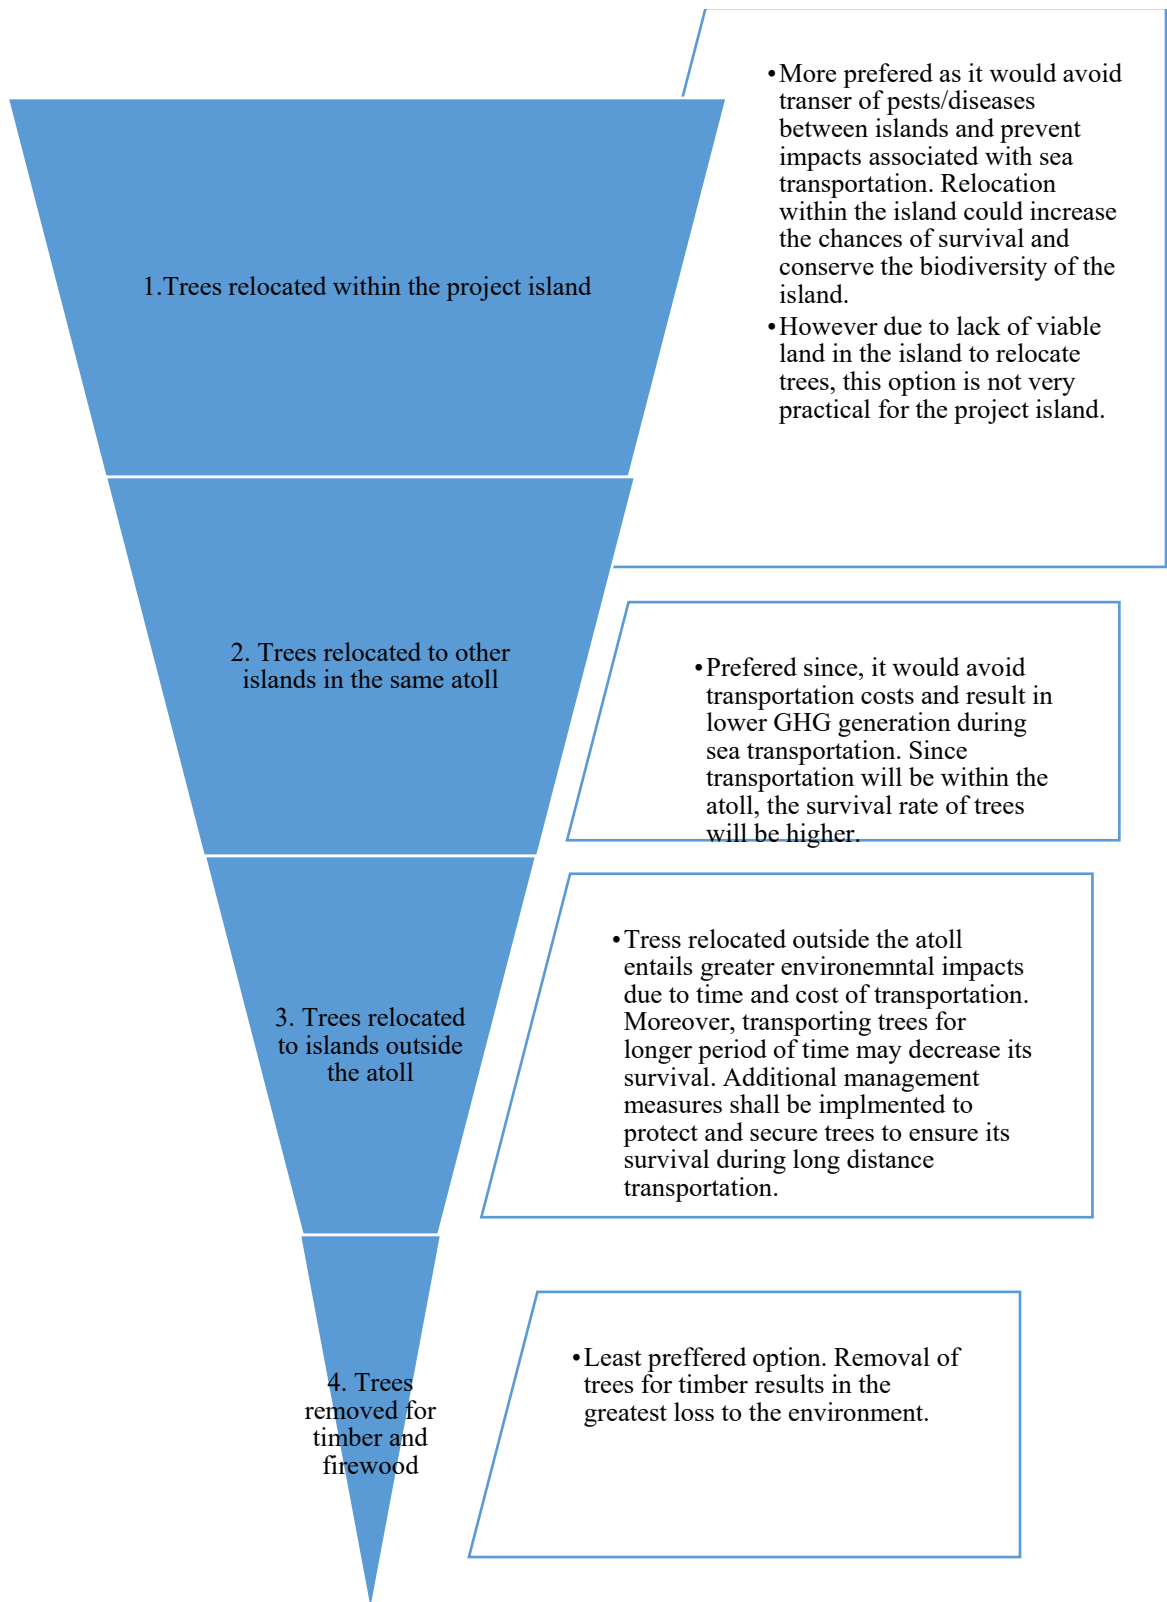 1.Trees relocated within the project island
•More prefered as it would avoid
transer of pests/diseases
between islands and prevent
impacts associated with sea
transportation. Relocation
within the island could increase
the chances of survival and
conserve the biodiversity of the
island.
•However due to lack of viable
land in the island to relocate
trees, this option is not very
practical for the project island.
2. Trees relocated to other
islands in the same atoll
•Prefered since, it would avoid
transportation costs and result in
lower GHG generation during
sea transportation. Since
transportation will be within the
atoll, the survival rate of trees
will be higher.
3. Trees relocated
to islands outside
the atoll
•Tress relocated outside the atoll
entails greater environemntal impacts
due to time and cost of transportation.
Moreover, transporting trees for
longer period of time may decrease its
survival. Additional management
measures shall be implmented to
protect and secure trees to ensure its
survival during long distance
transportation.
4. Trees
removed for
timber and
firewood
•Least preffered option. Removal of
trees for timber results in the
greatest loss to the environment.